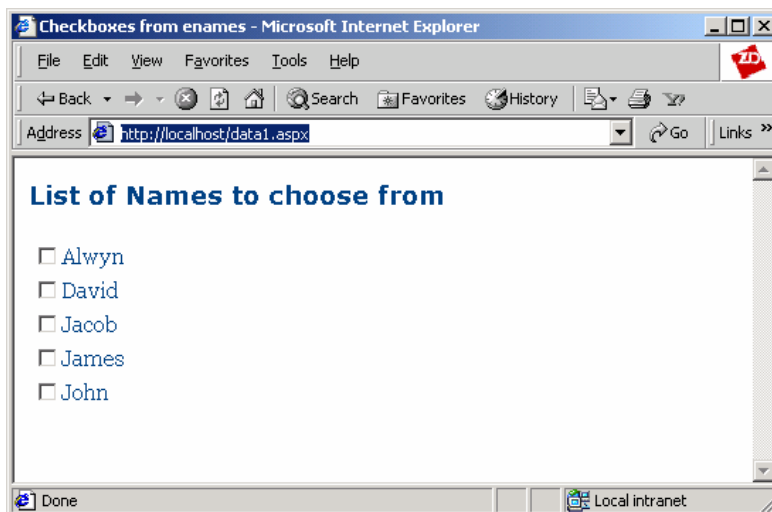 Checkboxes from enames - Microsoft Internet Explorer
File Edit View Favorites Tools Help
ZD
Back Search Favorites History
Address http://localhost/data1.aspx Go Links »
List of Names to choose from
Alwyn
David
Jacob
James
John
Done Local intranet